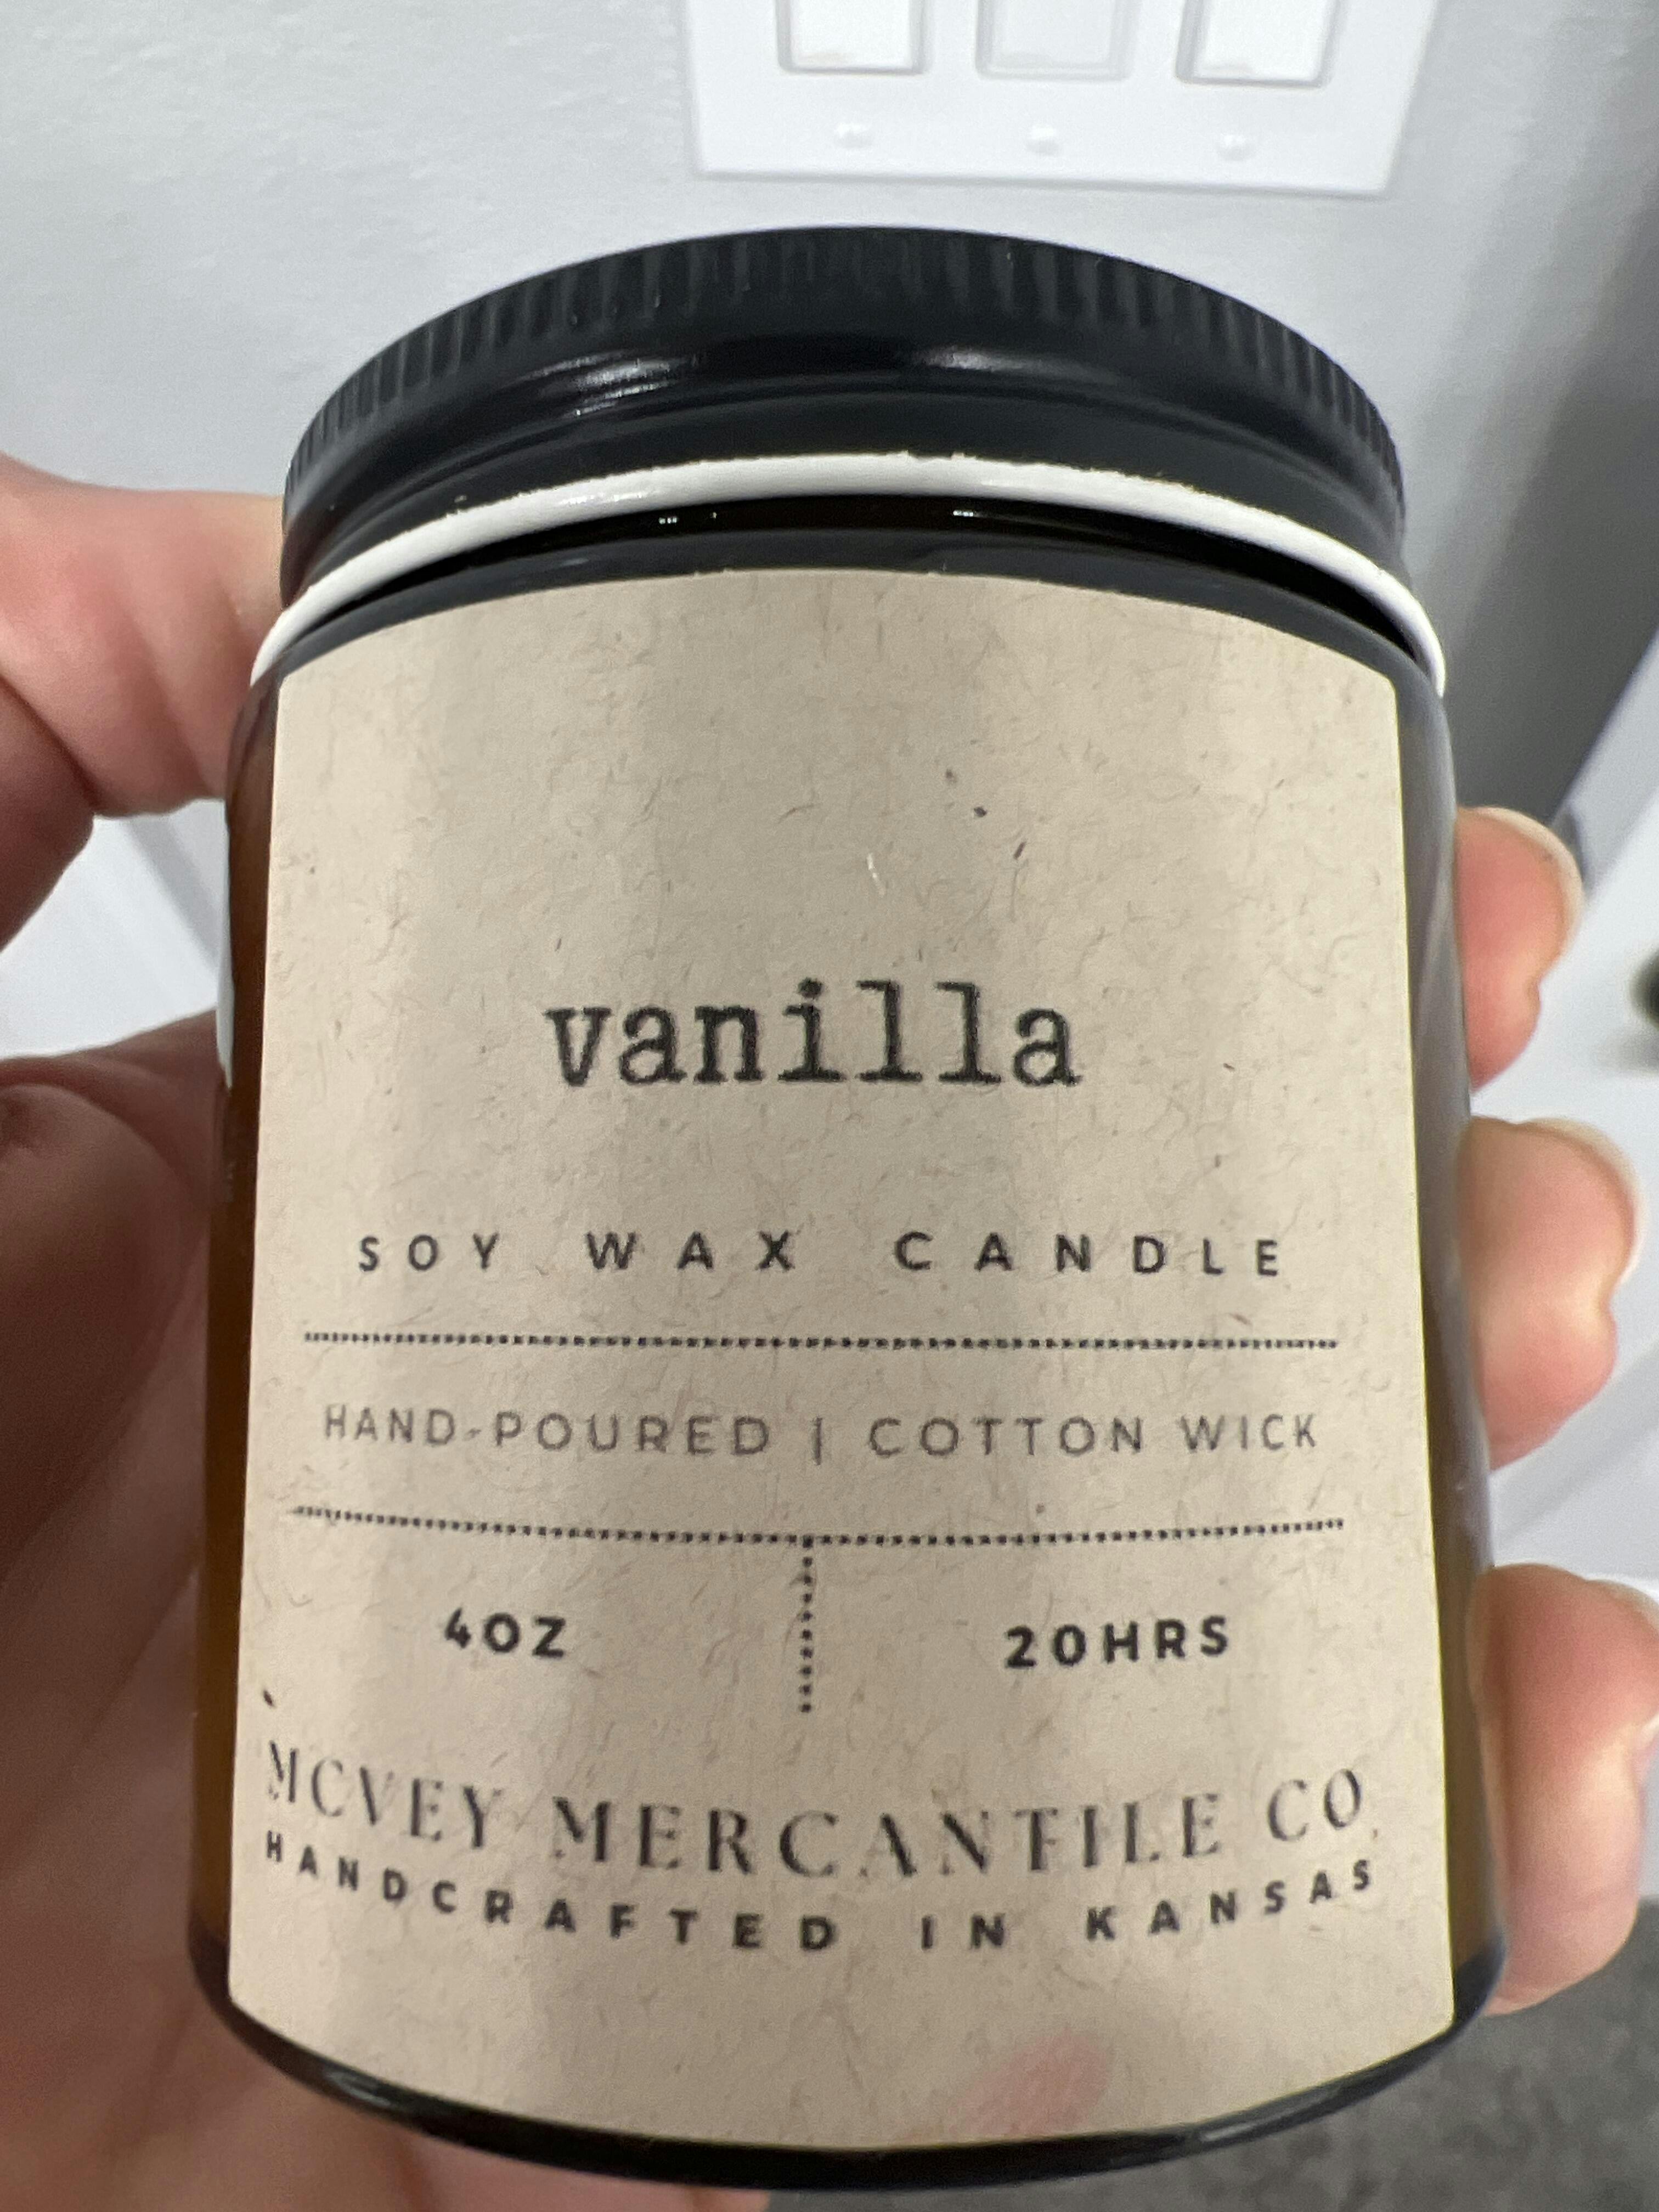 vanilla
SOY WAX CANDLE
HAND-POURED | COTTON WICK
4OZ 20HRS
MCVEY MERCANTILE CO.
HANDCRAFTED IN KANSAS